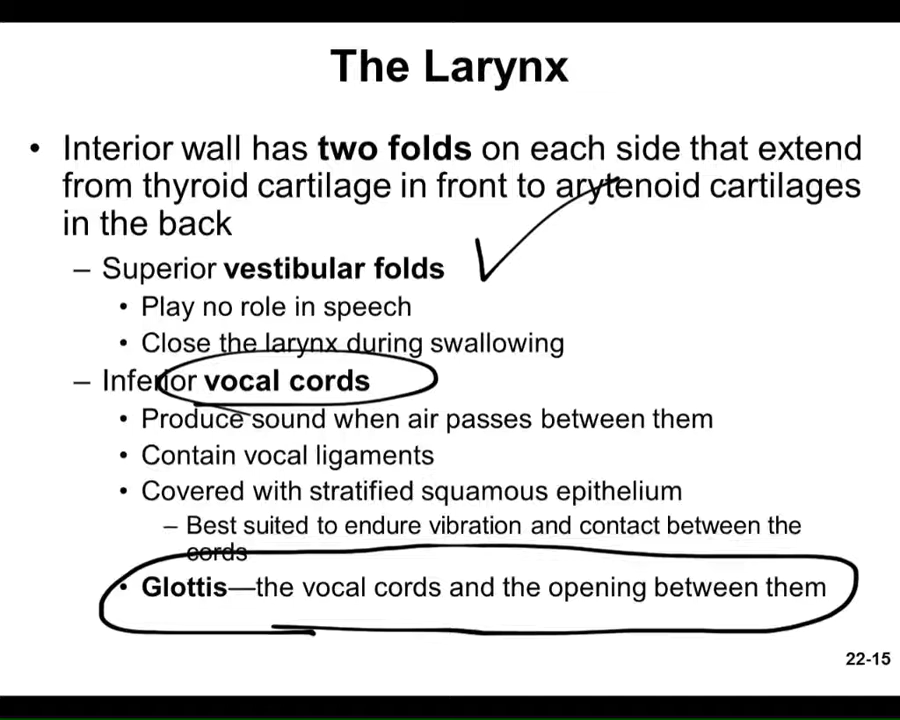 The Larynx
• Interior wall has two folds on each side that extend
from thyroid cartilage in front to arytenoid cartilages
in the back
– Superior vestibular folds
• Play no role in speech
• Close the larynx during swallowing
– Inferior vocal cords
• Produce sound when air passes between them
• Contain vocal ligaments
• Covered with stratified squamous epithelium
– Best suited to endure vibration and contact between the
cords
• Glottis—the vocal cords and the opening between them
22-15